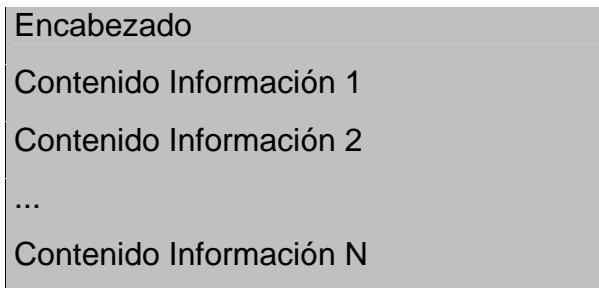 Encabezado
Contenido Información 1
Contenido Información 2
...
Contenido Información N